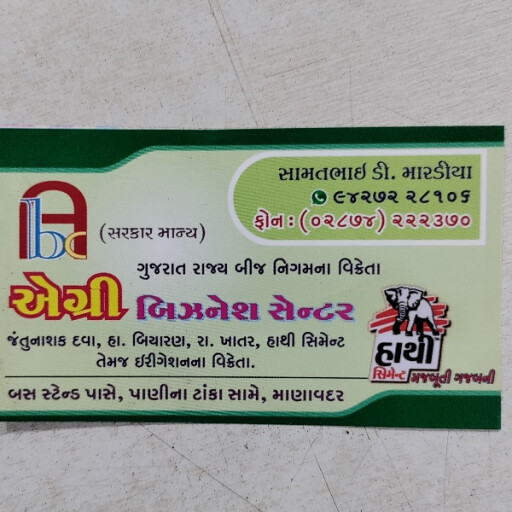 સામતભાઇ ડી. મારડીયા
૯૪૨૭૨ ૨૮૧૦૬
ફોન : (૦૨૮૭૪) ૨૨૨૩૭૦
Abc
(સરકાર માન્ય)
ગુજરાત રાજ્ય બીજ નિગમના વિક્રેતા
એગ્રી બિઝનેશ સેન્ટર
જંતુનાશક દવા, હા. બિયારણ, રા. ખાતર, હાથી સિમેન્ટ
તેમજ ઇરીગેશનના વિક્રેતા.
હાથી
સિમેન્ટ મજબૂતી ગજબની
બસ સ્ટેન્ડ પાસે, પાણીના ટાંકા સામે, માણાવદર